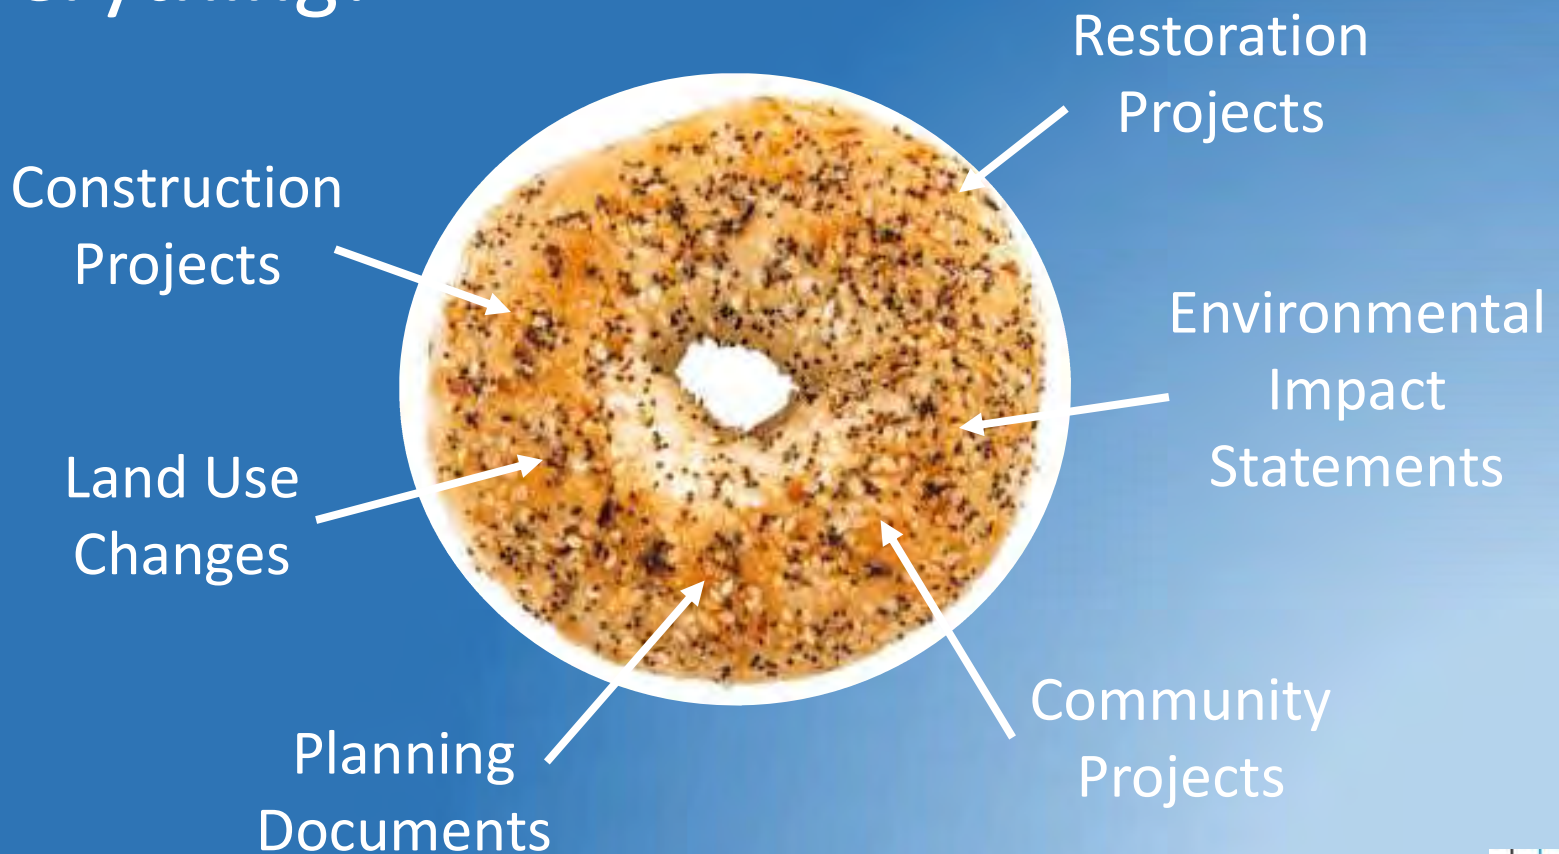 Restoration
Projects
Construction
Projects
Environmental
Impact
Statements
Land Use
Changes
Community
Projects
Planning
Documents